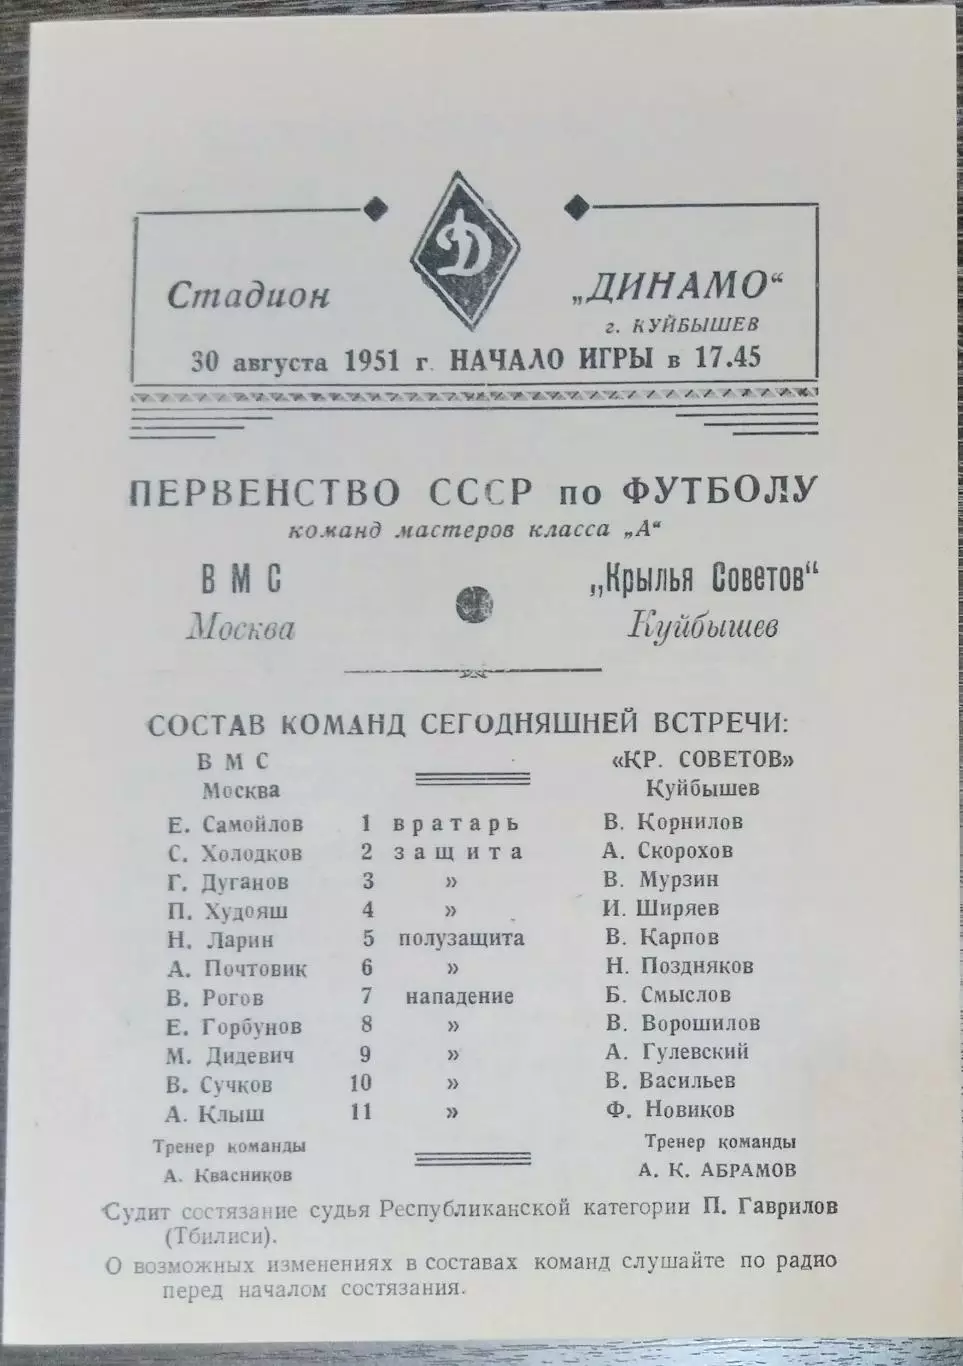 Д
Стадион „ДИНАМО“
г. КУЙБЫШЕВ
30 августа 1951 г. НАЧАЛО ИГРЫ в 17.45
ПЕРВЕНСТВО СССР по ФУТБОЛУ
команд мастеров класса „А“
ВМС „Крылья Советов“
Москва Куйбышев
СОСТАВ КОМАНД СЕГОДНЯШНЕЙ ВСТРЕЧИ:
ВМС «КР. СОВЕТОВ»
Москва Куйбышев
Е. Самойлов 1 вратарь В. Корнилов
С. Холодков 2 защита А. Скорохов
Г. Дуганов 3 » В. Мурзин
П. Худояш 4 » И. Ширяев
Н. Ларин 5 полузащита В. Карпов
А. Почтовик 6 » Н. Поздняков
В. Рогов 7 нападение Б. Смыслов
Е. Горбунов 8 » В. Ворошилов
М. Дидевич 9 » А. Гулевский
В. Сучков 10 » В. Васильев
А. Клыш 11 » Ф. Новиков
Тренер команды Тренер команды
А. Квасников А. К. АБРАМОВ
Судит состязание судья Республиканской категории П. Гаврилов
(Тбилиси).
О возможных изменениях в составах команд слушайте по радио
перед началом состязания.